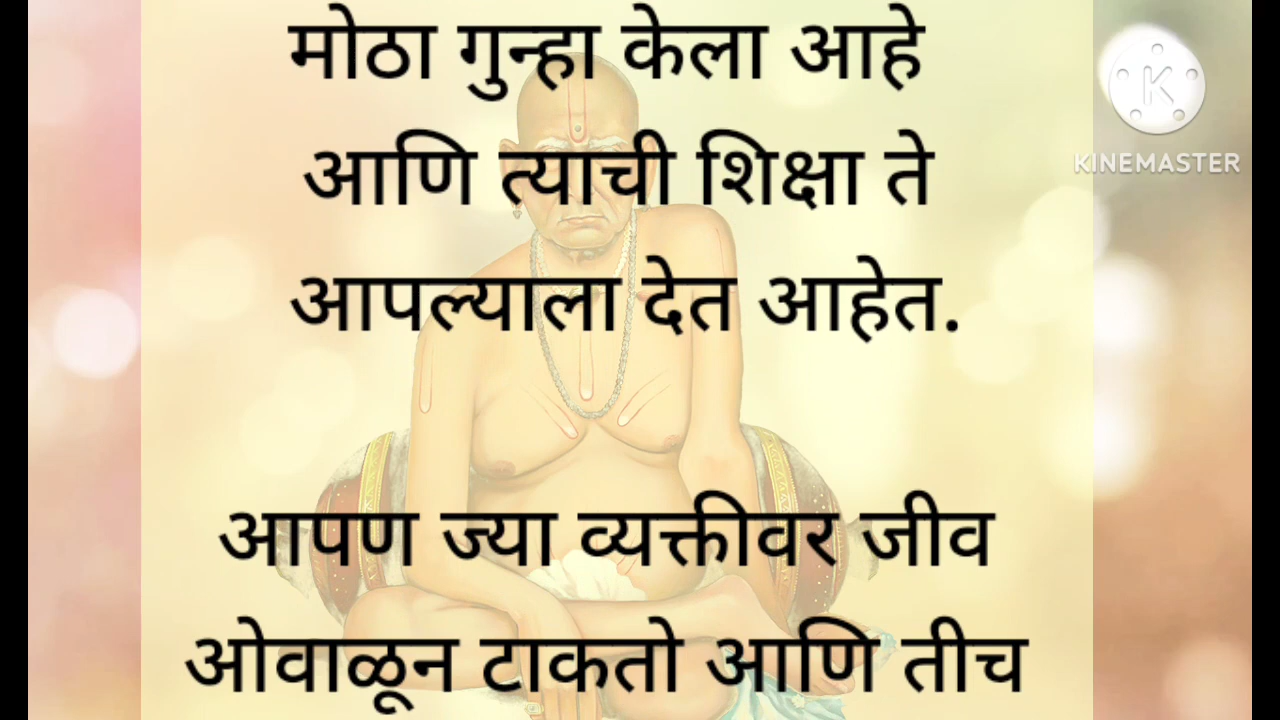 मोठा गुन्हा केला आहे
आणि त्याची शिक्षा ते
आपल्याला देत आहेत.
आपण ज्या व्यक्तीवर जीव
ओवाळून टाकतो आणि तीच
KINEMASTER